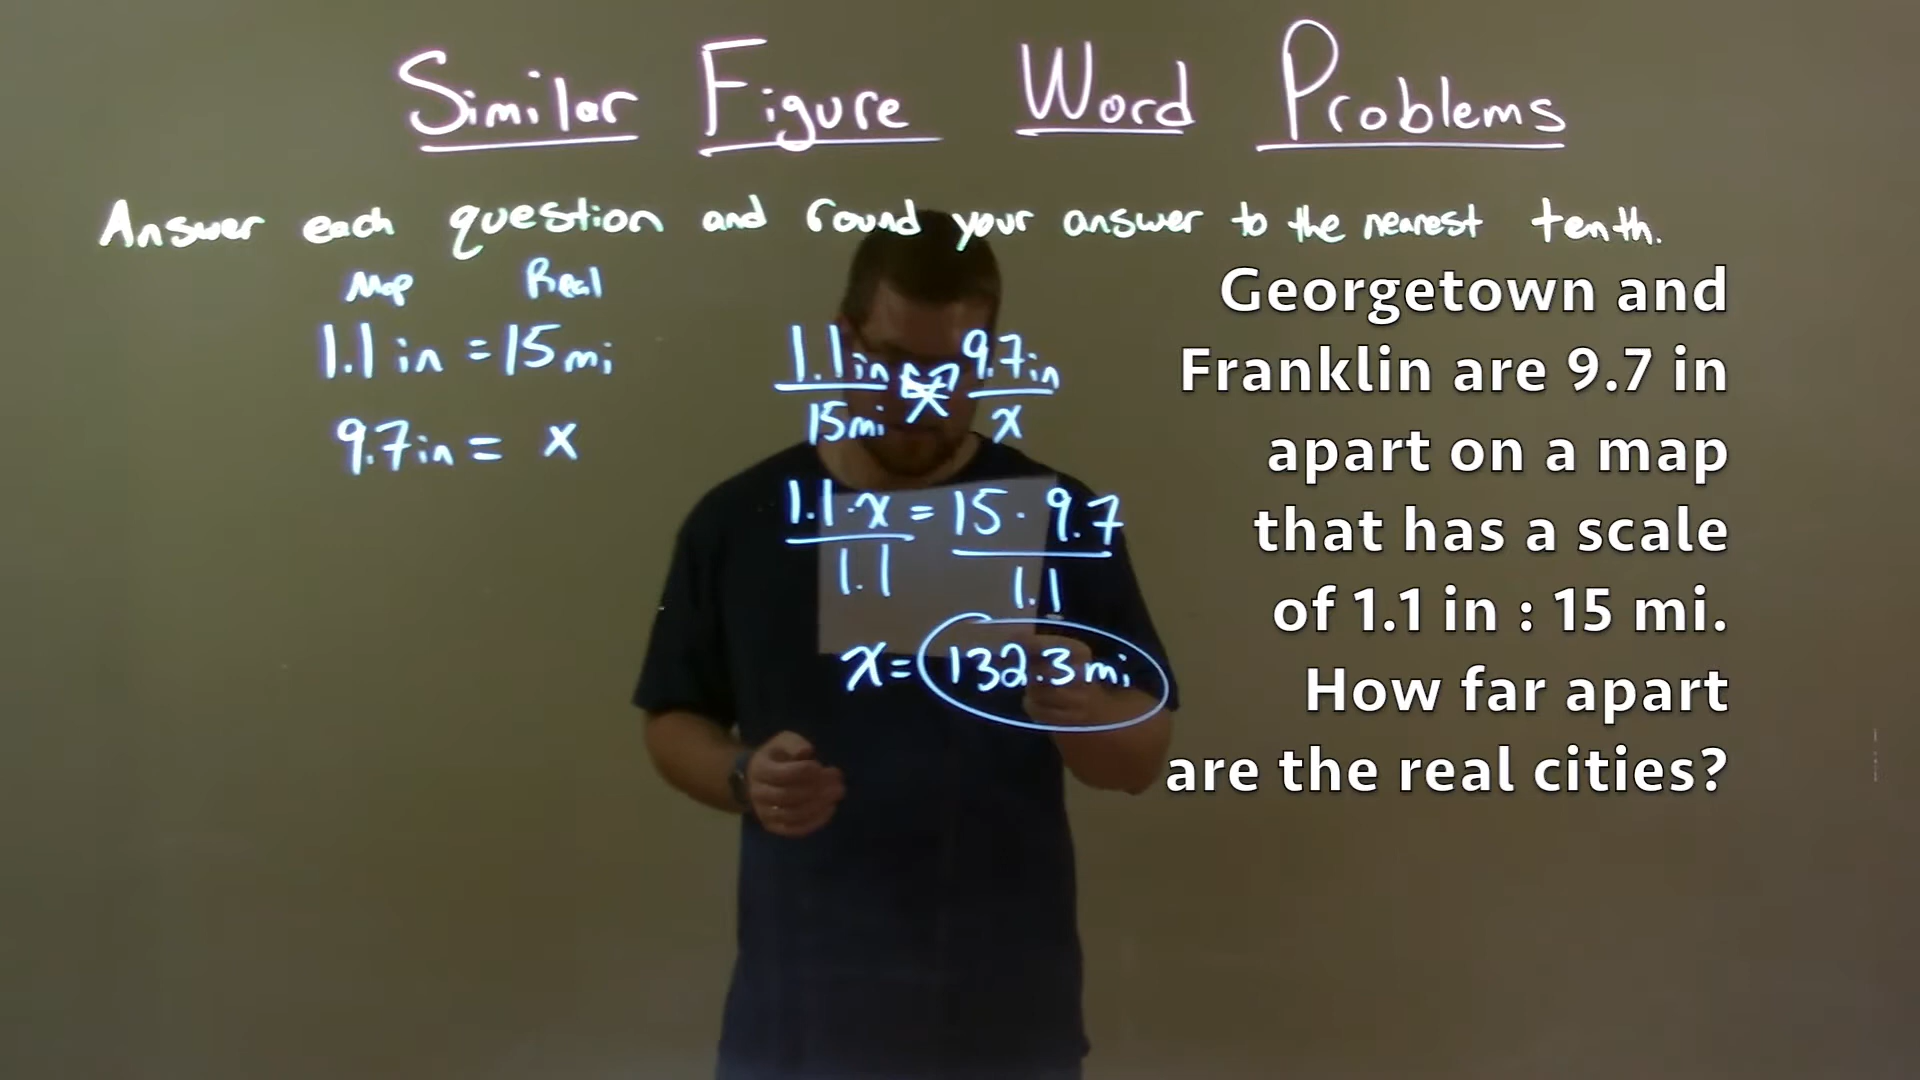 Similar Figure Word Problems
Answer each question and round your answer to the nearest tenth.
Map Real
1.1 in = 15 mi
9.7 in = x
1.1 in 9.7 in
15 mi x
1.1 · x = 15 · 9.7
1.1 1.1
x = 132.3 mi
Georgetown and
Franklin are 9.7 in
apart on a map
that has a scale
of 1.1 in : 15 mi.
How far apart
are the real cities?